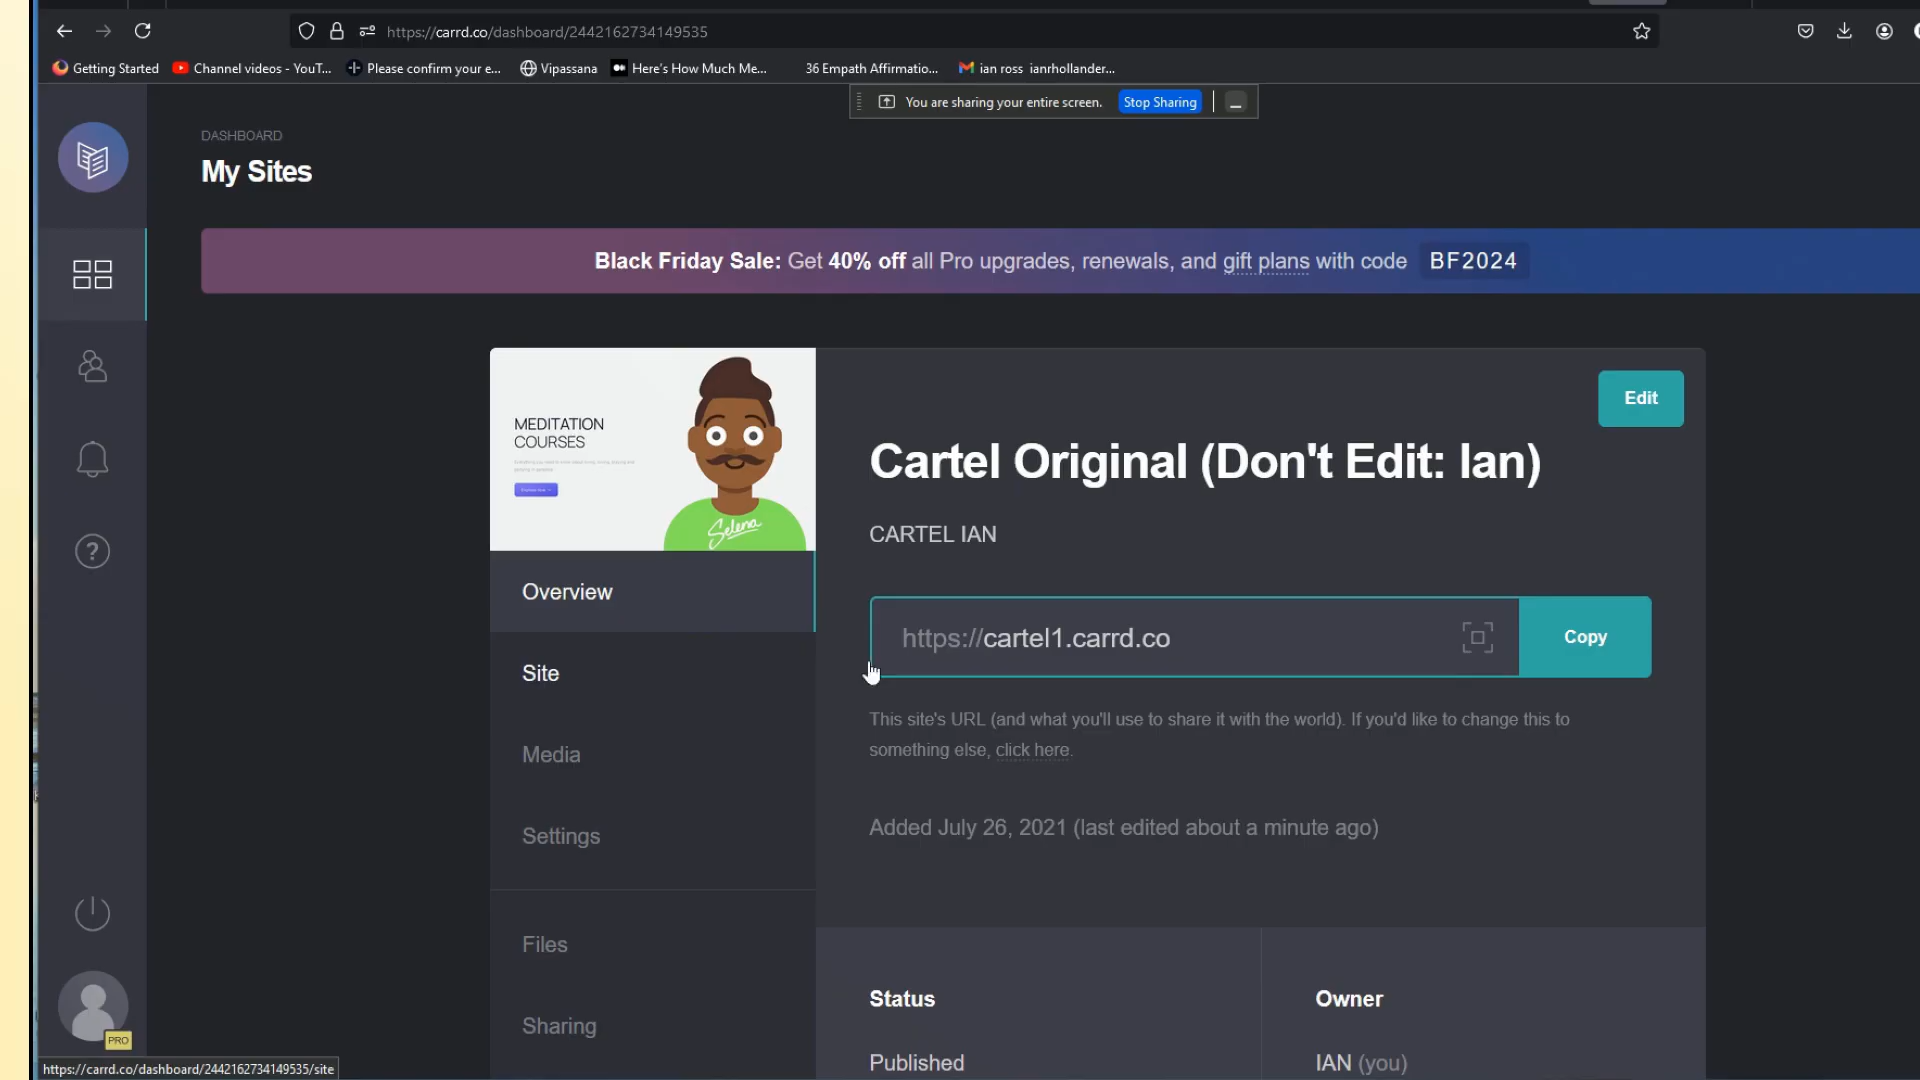 https://carrd.co/dashboard/2442162734149535
Getting Started
Channel videos - YouT...
Please confirm your e...
Vipassana
Here's How Much Me...
36 Empath Affirmatio...
ian ross ianrhollander...
You are sharing your entire screen.
Stop Sharing
DASHBOARD
My Sites
Black Friday Sale: Get 40% off all Pro upgrades, renewals, and gift plans with code BF2024
MEDITATION
COURSES
Selena
Edit
Cartel Original (Don't Edit: Ian)
CARTEL IAN
Overview
https://cartel1.carrd.co
Copy
Site
This site's URL (and what you'll use to share it with the world). If you'd like to change this to
something else, click here.
Media
Settings
Added July 26, 2021 (last edited about a minute ago)
Files
Sharing
Status
Published
Owner
IAN (you)
PRO
https://carrd.co/dashboard/2442162734149535/site